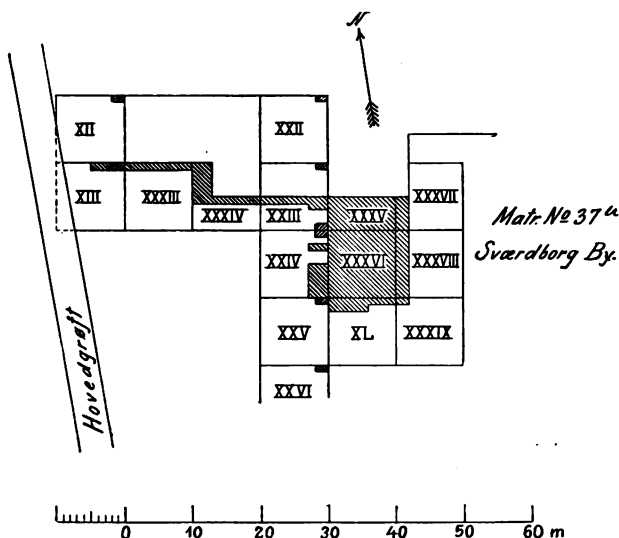 N
XII XXII
XIII XXXIII XXXIV XXIII XXXV XXXVII
Matr. № 37u
Sværdborg By.
XXIV XXXVI XXXVIII
XXV XL XXXIX
XXVI
Hovedgrøft
0 10 20 30 40 50 60 m